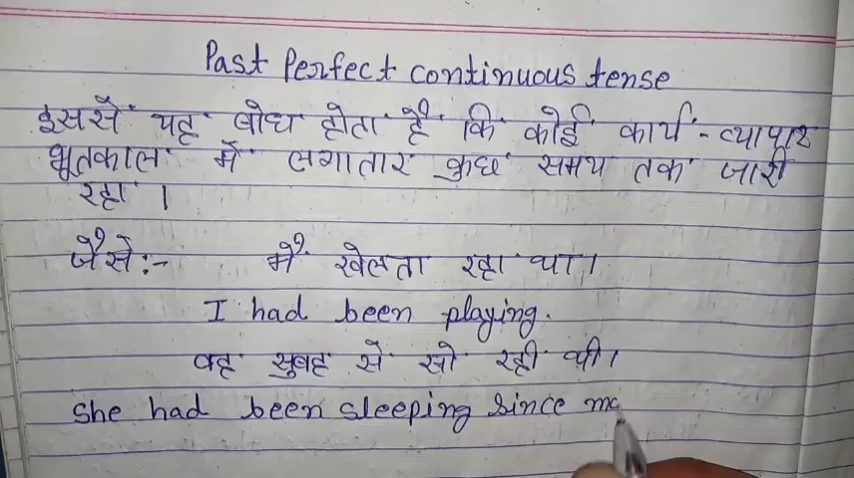 Past Perfect continuous tense
इससे यह बोध होता है कि कोई कार्य - व्यापार
भूतकाल में लगातार कुछ समय तक जारी
रहा ।
जैसे:- मैं खेलता रहा था।
I had been playing.
वह सुबह से सो रही थी।
She had been sleeping since mo